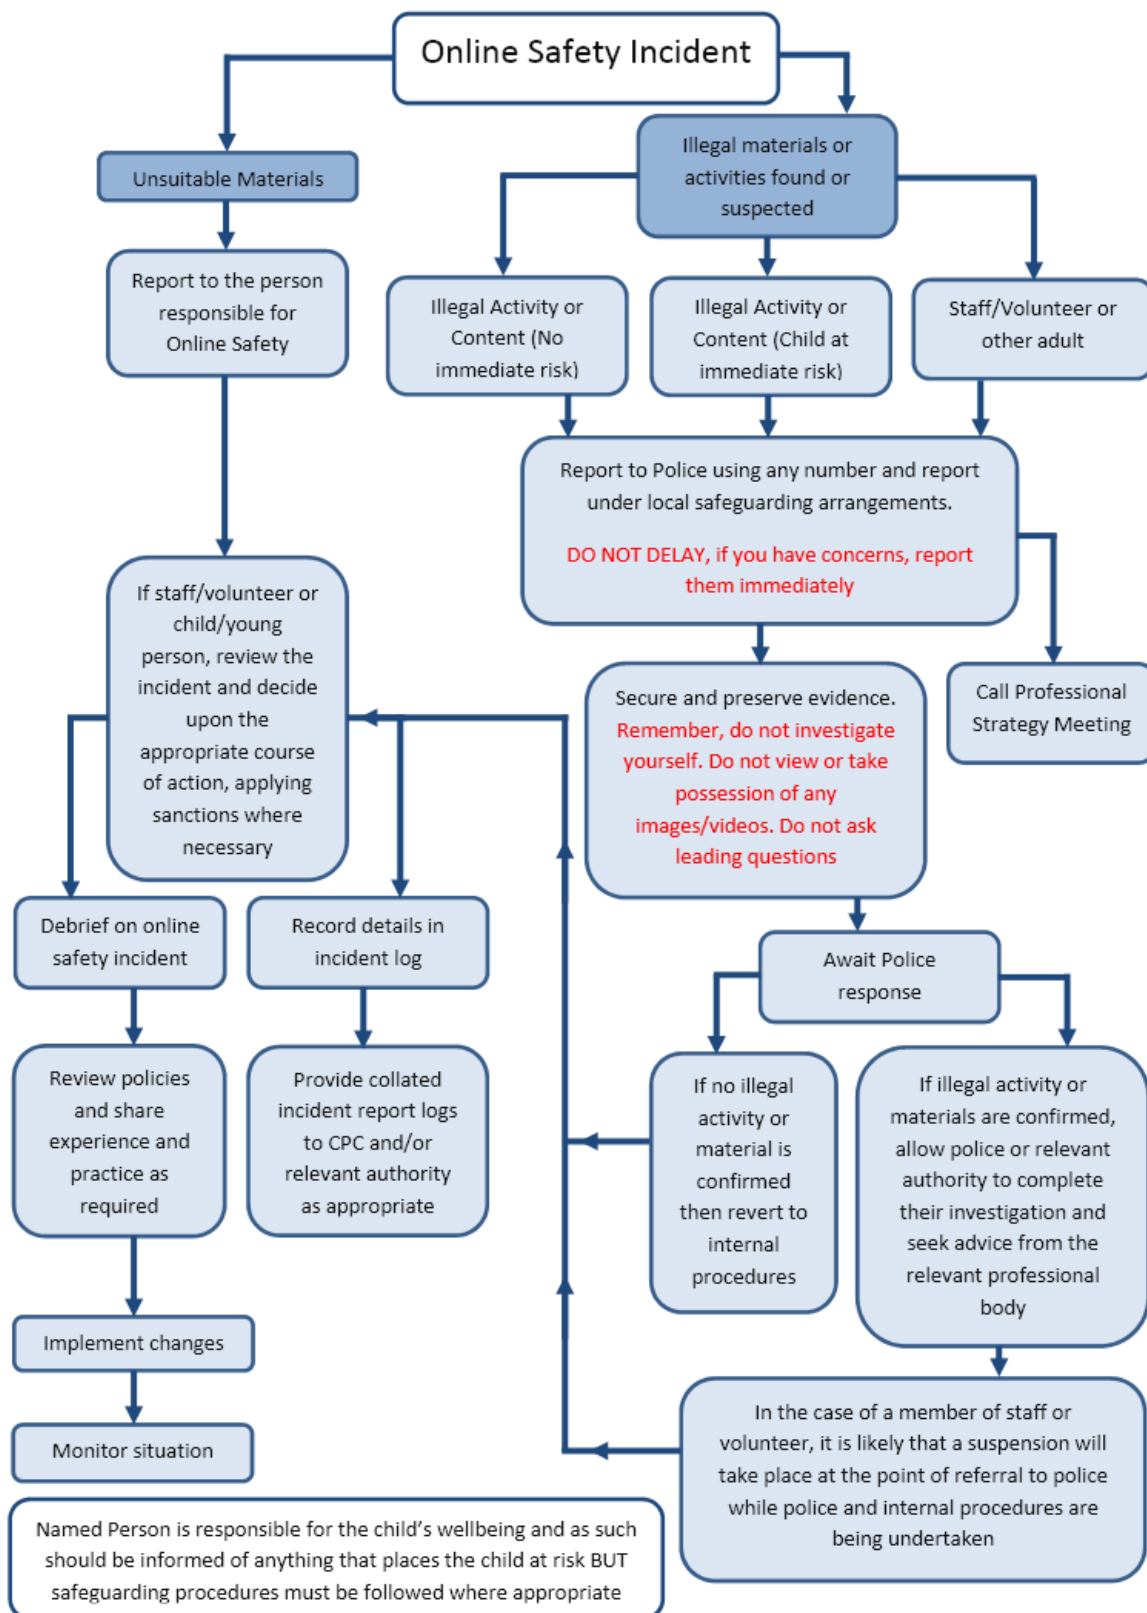 Online Safety Incident
Unsuitable Materials
Illegal materials or
activities found or
suspected
Report to the person
responsible for
Online Safety
Illegal Activity or
Content (No
immediate risk)
Illegal Activity or
Content (Child at
immediate risk)
Staff/Volunteer or
other adult
Report to Police using any number and report
under local safeguarding arrangements.
DO NOT DELAY, if you have concerns, report
them immediately
If staff/volunteer or
child/young
person, review the
incident and decide
upon the
appropriate course
of action, applying
sanctions where
necessary
Secure and preserve evidence.
Remember, do not investigate
yourself. Do not view or take
possession of any
images/videos. Do not ask
leading questions
Call Professional
Strategy Meeting
Debrief on online
safety incident
Record details in
incident log
Await Police
response
Review policies
and share
experience and
practice as
required
Provide collated
incident report logs
to CPC and/or
relevant authority
as appropriate
If no illegal
activity or
material is
confirmed
then revert to
internal
procedures
If illegal activity or
materials are confirmed,
allow police or relevant
authority to complete
their investigation and
seek advice from the
relevant professional
body
Implement changes
Monitor situation
In the case of a member of staff or
volunteer, it is likely that a suspension will
take place at the point of referral to police
while police and internal procedures are
being undertaken
Named Person is responsible for the child’s wellbeing and as such
should be informed of anything that places the child at risk BUT
safeguarding procedures must be followed where appropriate